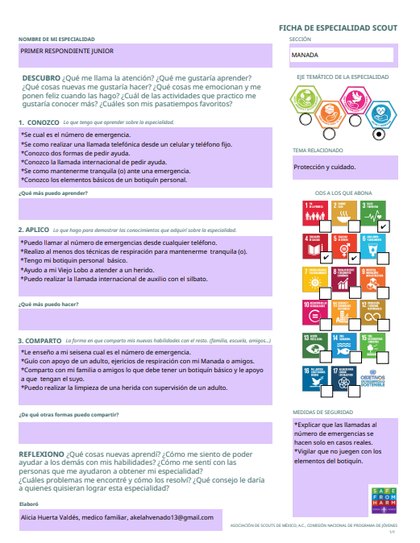 FICHA DE ESPECIALIDAD SCOUT
NOMBRE DE MI ESPECIALIDAD
PRIMER RESPONDIENTE JUNIOR
SECCIÓN
MANADA
DESCUBRO ¿Qué me llama la atención? ¿Qué me gustaría aprender?
¿Qué cosas nuevas me gustaría hacer? ¿Qué cosas me emocionan y me
ponen feliz cuando las hago? ¿Cuál de las actividades que practico me
gustaría conocer más? ¿Cuáles son mis pasatiempos favoritos?
EJE TEMÁTICO DE LA ESPECIALIDAD
1. CONOZCO Lo que tengo que aprender sobre la especialidad.
*Se cual es el número de emergencia.
*Se como realizar una llamada telefónica desde un celular y teléfono fijo.
*Conozco dos formas de pedir ayuda.
*Conozco la llamada internacional de pedir ayuda.
*Se como mantenerme tranquila (o) ante una emergencia.
*Conozco los elementos básicos de un botiquín personal.
¿Qué más puedo aprender?
TEMA RELACIONADO
Protección y cuidado.
ODS A LOS QUE ABONA
2. APLICO Lo que hago para demostrar los conocimientos que adquirí sobre la especialidad.
*Puedo llamar al número de emergencias desde cualquier teléfono.
*Realizo al menos dos técnicas de respiración para mantenerme tranquila (o).
*Tengo mi botiquín personal básico.
*Ayudo a mi Viejo Lobo a atender a un herido.
*Puedo realizar la llamada internacional de auxilio con el silbato.
¿Qué más puedo hacer?
3. COMPARTO La forma en que comparto mis nuevas habilidades con el resto. (familia, escuela, amigos...)
*Le enseño a mi seisena cual es el número de emergencia.
*Guío con apoyo de un adulto, ejercicios de respiración con mi Manada o amigos.
*Comparto con mi familia o amigos lo que debe tener un botiquín básico y le apoyo
a que tengan el suyo.
*Puedo realizar la limpieza de una herida con supervisión de un adulto.
¿De qué otras formas puedo compartir?
MEDIDAS DE SEGURIDAD
*Explicar que las llamadas al
número de emergencias se
hacen solo en casos reales.
*Vigilar que no jueguen con los
elementos del botiquín.
REFLEXIONO ¿Qué cosas nuevas aprendí? ¿Cómo me siento de poder
ayudar a los demás con mis habilidades? ¿Cómo me sentí con las
personas que me ayudaron a obtener mi especialidad?
¿Cuáles problemas me encontré y cómo los resolví? ¿Qué consejo le daría
a quienes quisieran lograr esta especialidad?
SAFE
FROM
HARM
Elaboró
Alicia Huerta Valdés, medico familiar, akelahvenado13@gmail.com
ASOCIACIÓN DE SCOUTS DE MÉXICO, A.C., COMISIÓN NACIONAL DE PROGRAMA DE JÓVENES